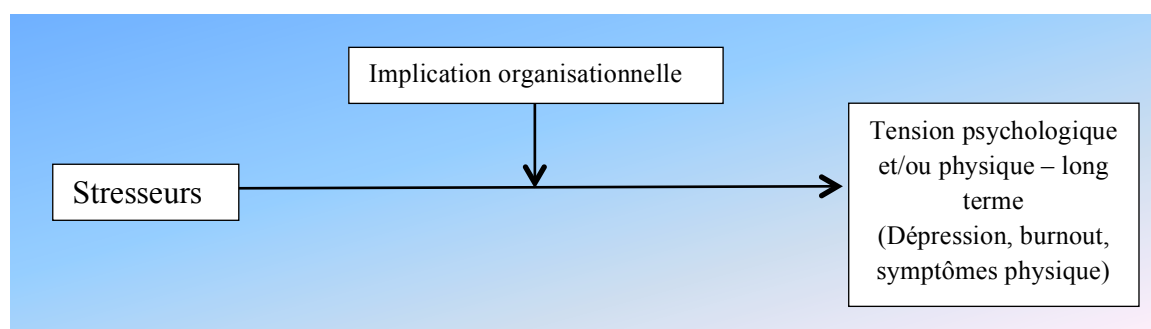 Implication organisationnelle
Stresseurs
Tension psychologique
et/ou physique – long
terme
(Dépression, burnout,
symptômes physique)